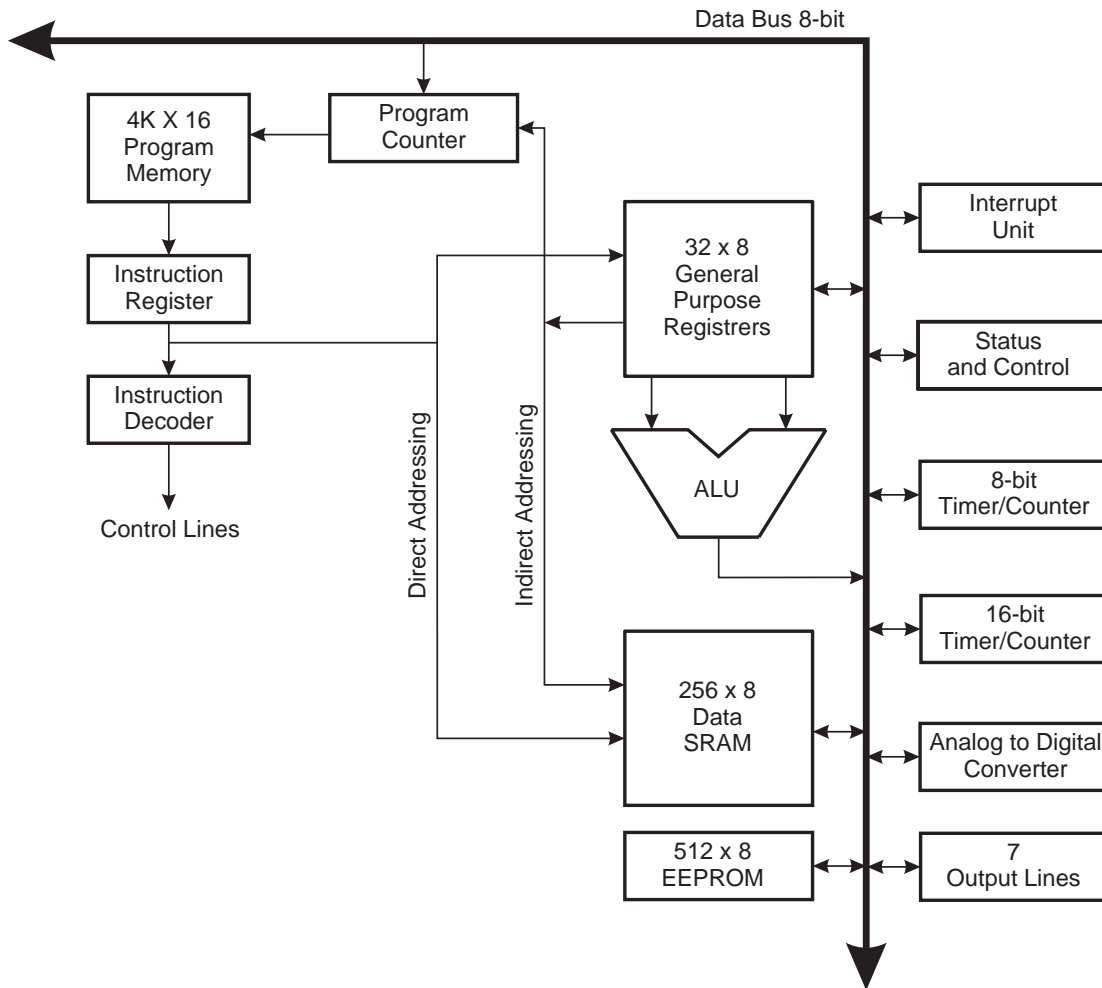 Data Bus 8-bit
4K X 16
Program
Memory
Program
Counter
Instruction
Register
Instruction
Decoder
Control Lines
Direct Addressing
Indirect Addressing
32 x 8
General
Purpose
Registrers
ALU
256 x 8
Data
SRAM
512 x 8
EEPROM
Interrupt
Unit
Status
and Control
8-bit
Timer/Counter
16-bit
Timer/Counter
Analog to Digital
Converter
7
Output Lines